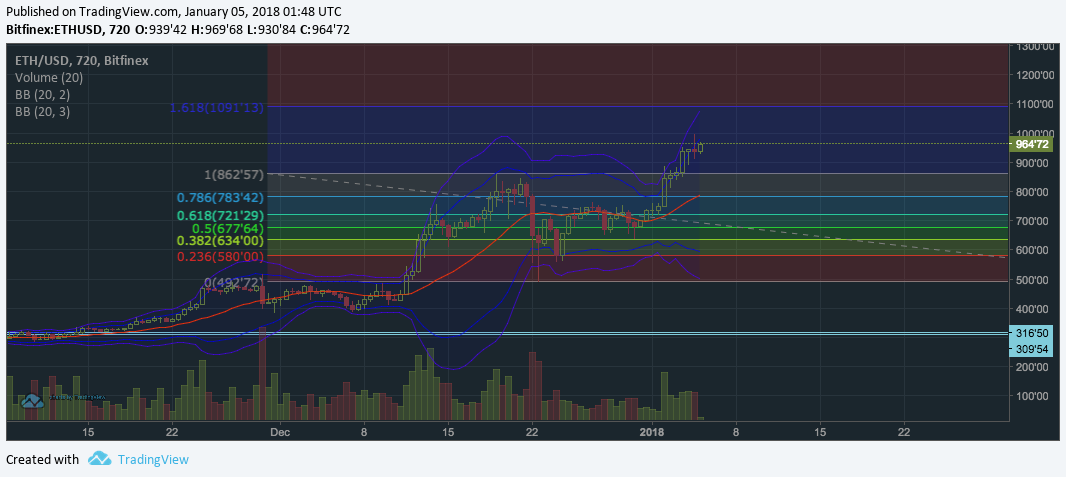 Published on TradingView.com, January 05, 2018 01:48 UTC
Bitfinex:ETHUSD, 720 O:939'42 H:969'68 L:930'84 C:964'72
ETH/USD, 720, Bitfinex
Volume (20)
BB (20, 2)
BB (20, 3)
1300'00
1200'00
1.618(1091'13)
1100'00
1000'00
964'72
900'00
1(862'57)
800'00
0.786(783'42)
0.618(721'29)
700'00
0.5(677'64)
0.382(634'00)
600'00
0.236(580'00)
500'00
0(492'72)
400'00
316'50
309'54
200'00
100'00
15 22 Dec 8 15 22 2018 8 15 22
Created with TradingView